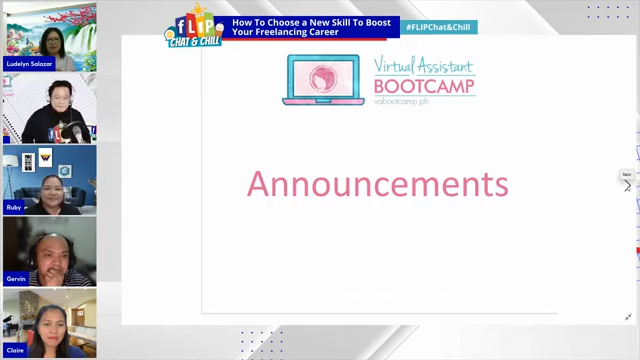 FLIP
CHAT & CHILL
How To Choose a New Skill To Boost
Your Freelancing Career
#FLIPChat&Chill
Ludelyn Salazar
Ruby
Gervin
Claire
Virtual Assistant
BOOTCAMP
vabootcamp.ph
Announcements
Next